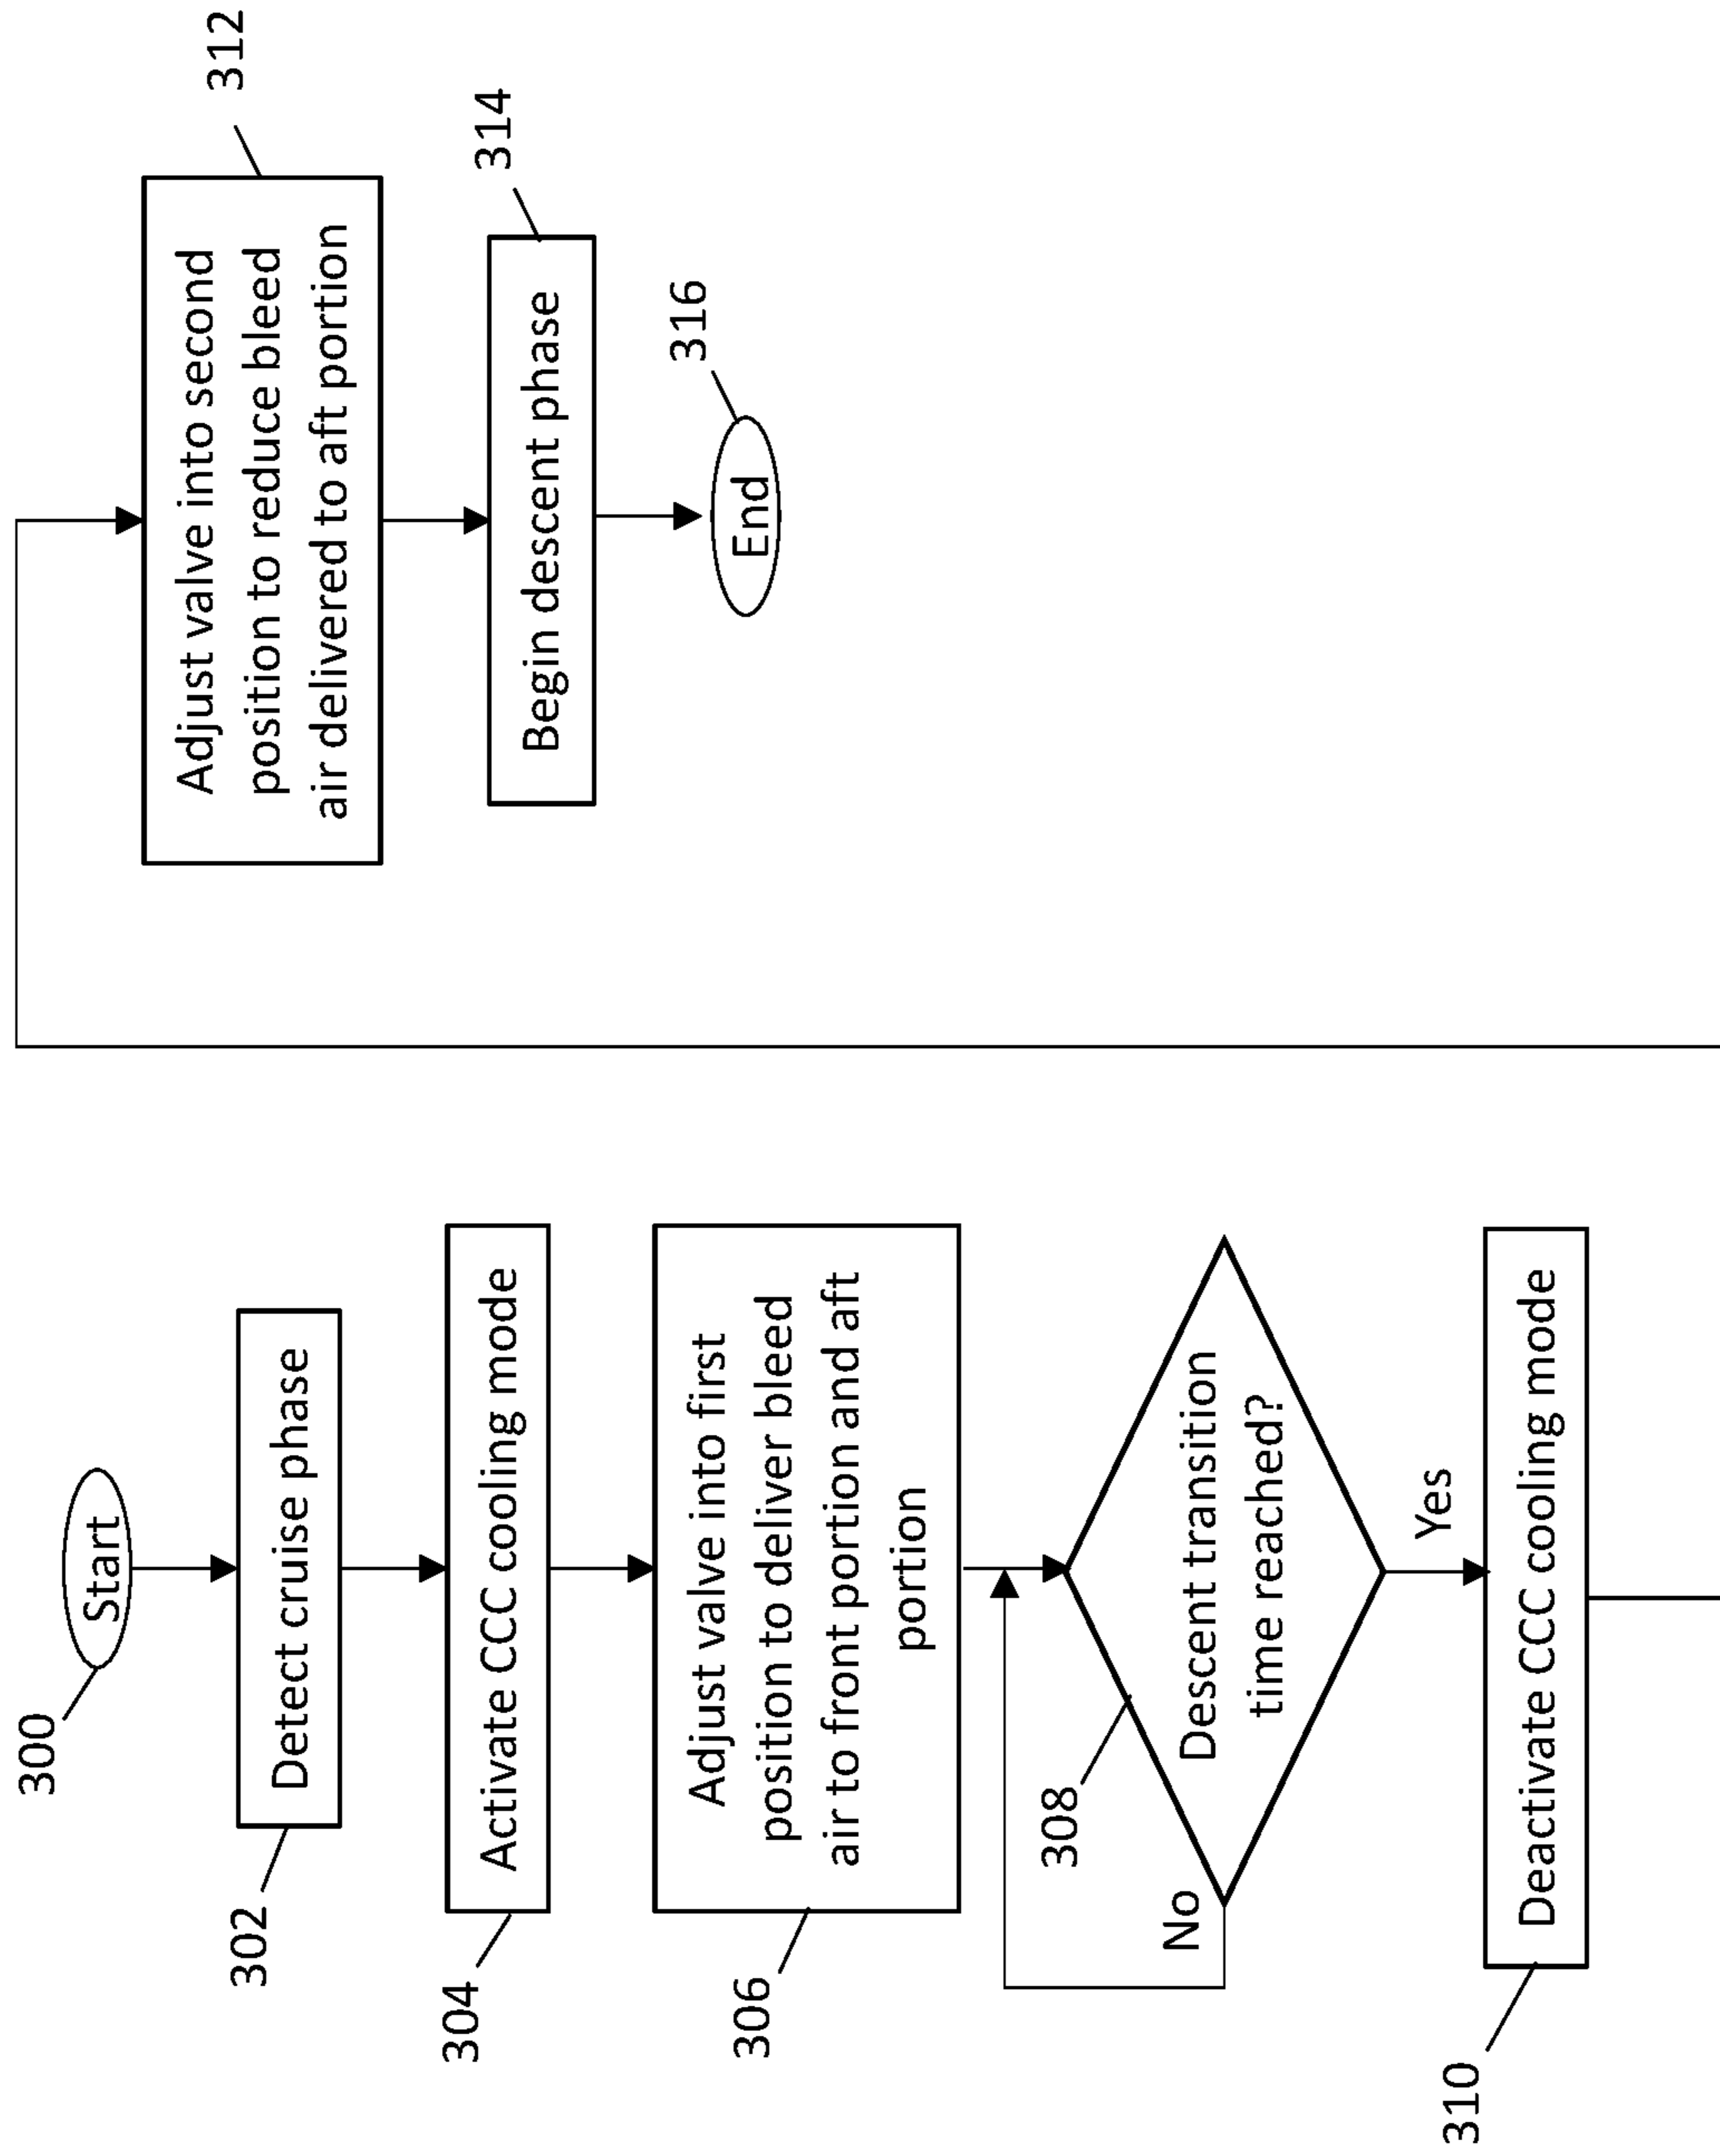 300
Start
302
Detect cruise phase
304
Activate CCC cooling mode
306
Adjust valve into first
position to deliver bleed
air to front portion and aft
portion
308
Descent transition
time reached?
No
Yes
310
Deactivate CCC cooling mode
312
Adjust valve into second
position to reduce bleed
air delivered to aft portion
314
Begin descent phase
316
End